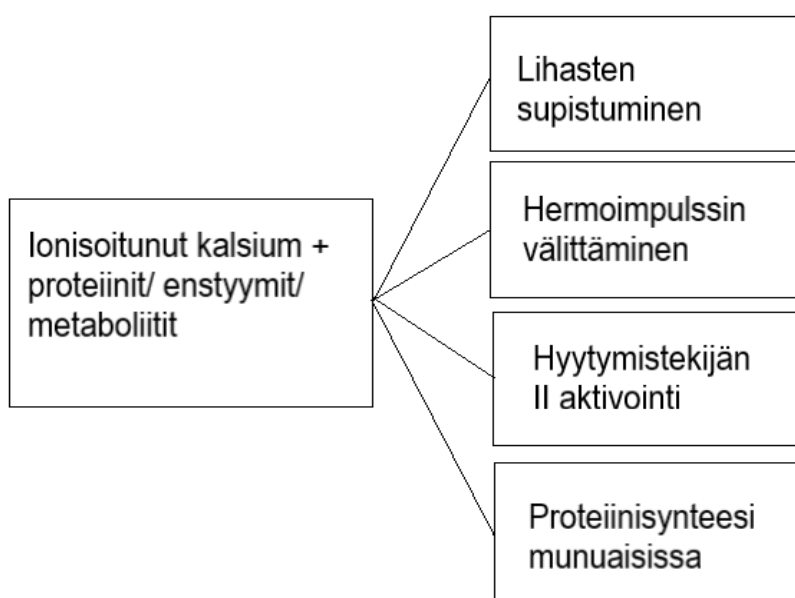 Lihasten
supistuminen
Ionisoitunut kalsium +
proteiinit/ enstyymit/
metaboliitit
Hermoimpulssin
välittäminen
Hyytymistekijän
II aktivointi
Proteiinisynteesi
munuaisissa